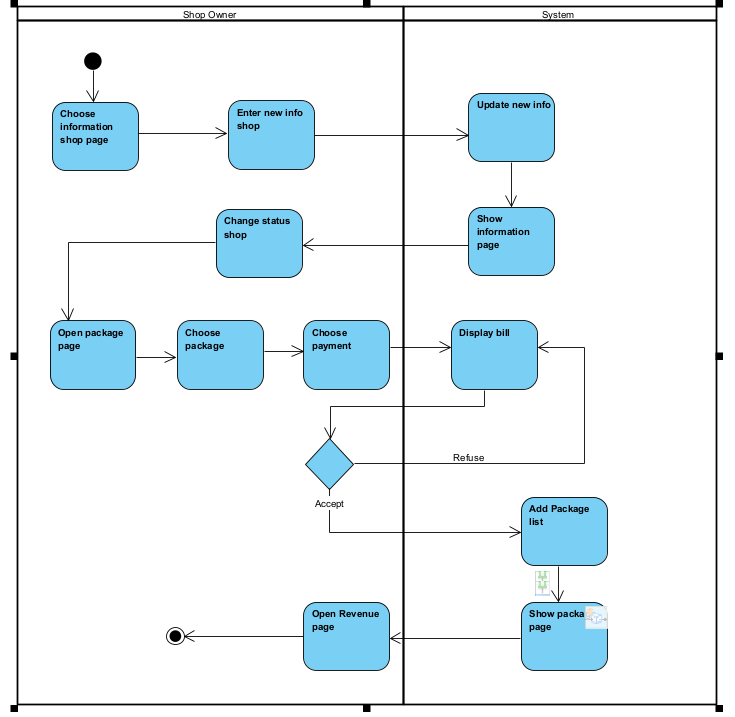 Shop Owner
System
Choose
information
shop page
Enter new info
shop
Update new info
Change status
shop
Show
information
page
Open package
page
Choose
package
Choose
payment
Display bill
Refuse
Accept
Add Package
list
Open Revenue
page
Show
page